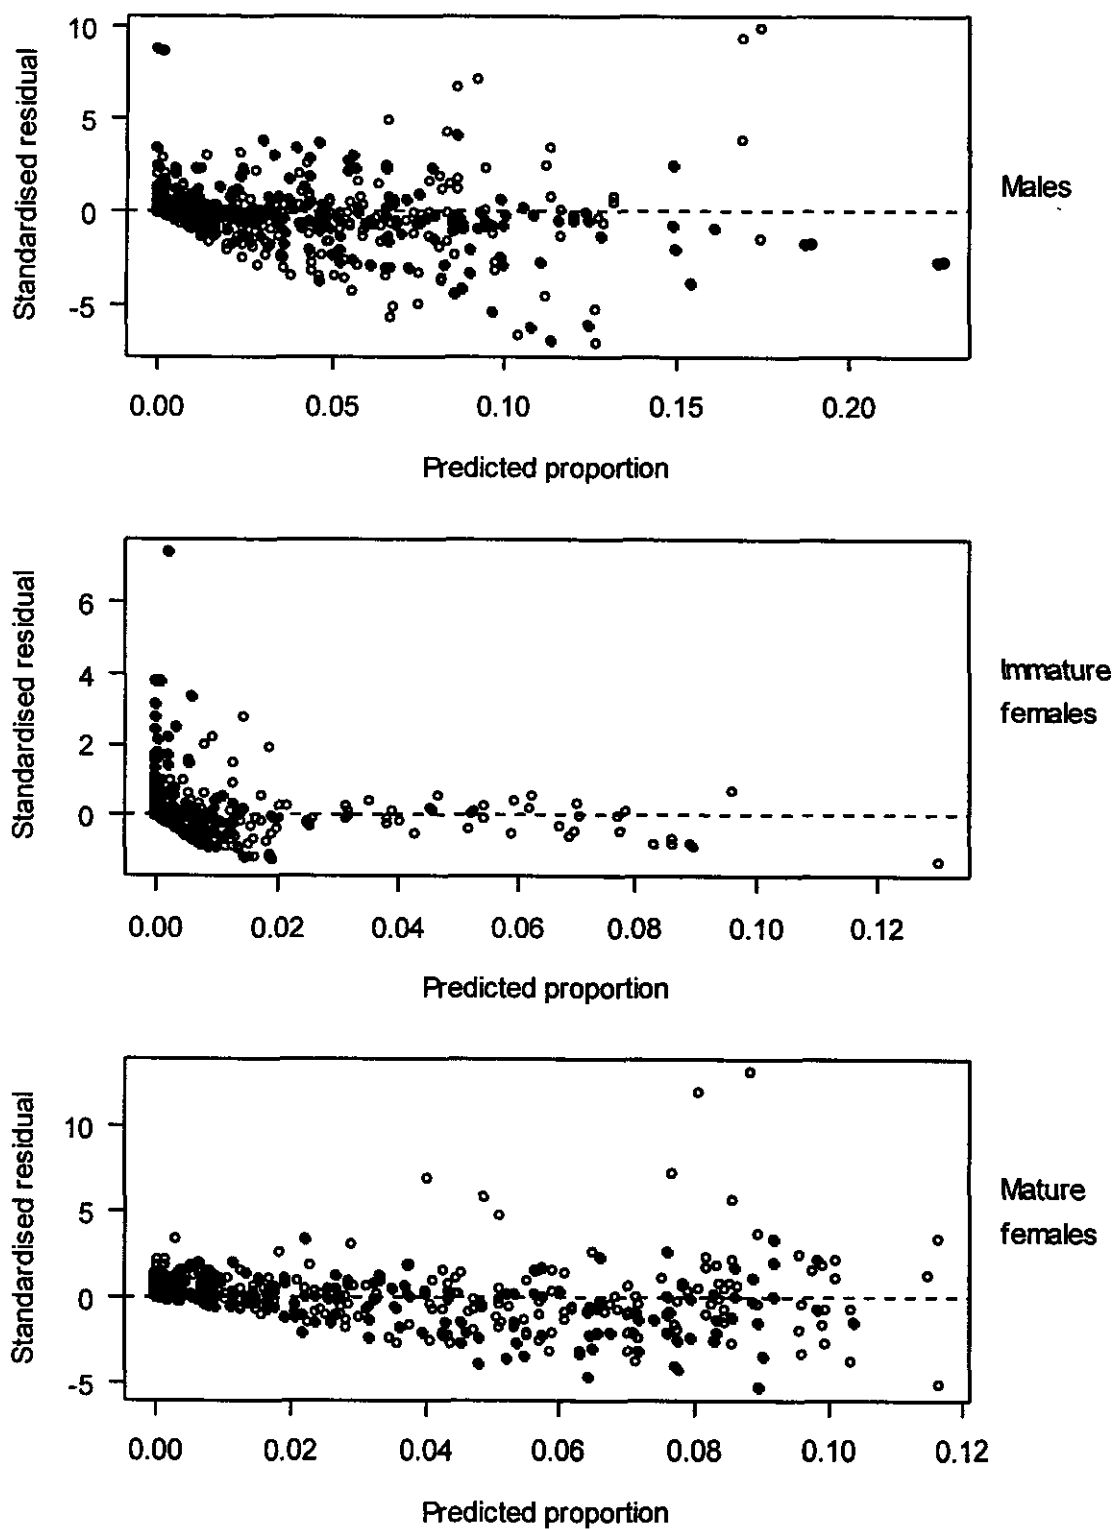 10
5
0
-5
Standardised residual
Males
0.00 0.05 0.10 0.15 0.20
Predicted proportion
6
4
2
0
Standardised residual
Immature
females
0.00 0.02 0.04 0.06 0.08 0.10 0.12
Predicted proportion
10
5
0
-5
Standardised residual
Mature
females
0.00 0.02 0.04 0.06 0.08 0.10 0.12
Predicted proportion